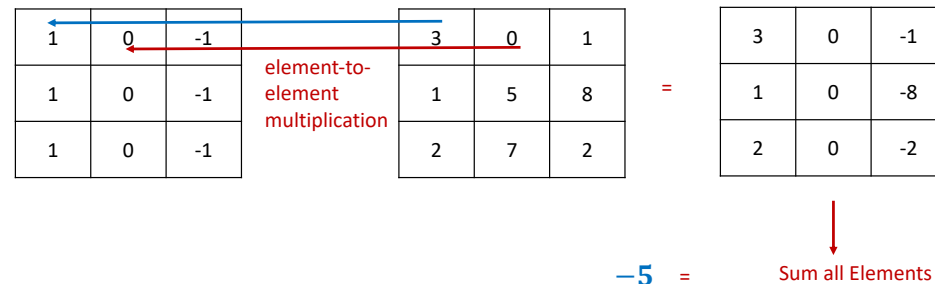 1 0 -1 3 0 1 3 0 -1
element-to-
element
multiplication
1 0 -1 1 5 8 = 1 0 -8
1 0 -1 2 7 2 2 0 -2
−5 = Sum all Elements